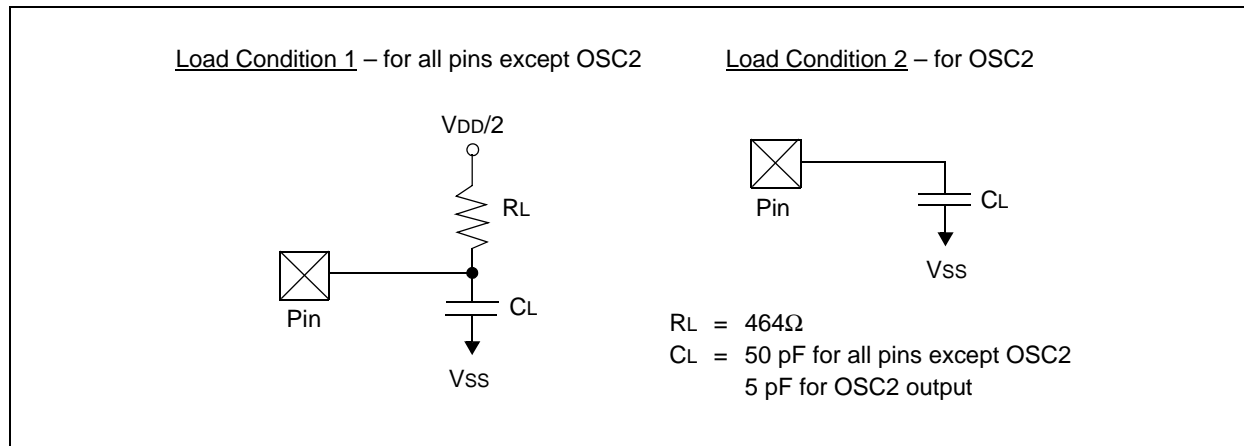 Load Condition 1 – for all pins except OSC2
VDD/2
RL
Pin
CL
VSS
Load Condition 2 – for OSC2
Pin
CL
VSS
RL = 464Ω
CL = 50 pF for all pins except OSC2
5 pF for OSC2 output